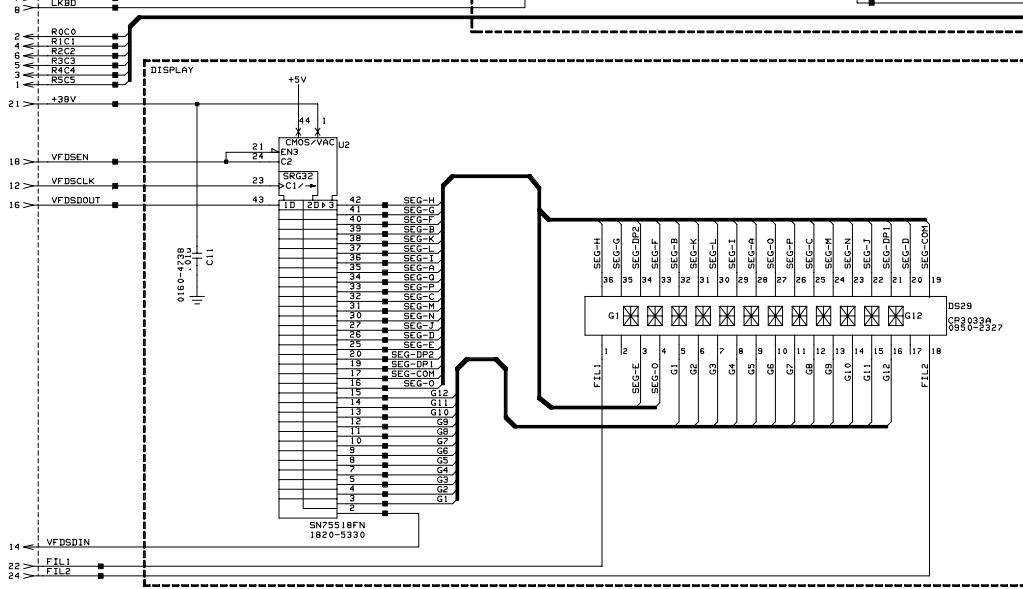 8 LKBD
2 R0C0
4 R1C1
6 R2C2
5 R3C3
3 R4C4
1 R5C5
DISPLAY
+5V
21 +38V
44 1
CMOS/VAC U2
21 EN3
18 VFDSEN 24 C2
SRG32
12 VFDSCLK 23 C1/→
16 VFDSDOUT 43 1D 2D▷3
42 SEG-H
41 SEG-G
40 SEG-F
39 SEG-B
38 SEG-K
37 SEG-L
36 SEG-I
35 SEG-A
34 SEG-Q
33 SEG-P
32 SEG-C
31 SEG-M
30 SEG-N
27 SEG-J
26 SEG-D
25 SEG-E
20 SEG-DP2
19 SEG-DP1
17 SEG-COM
16 SEG-O
15 G12
14 G11
13 G10
12 G9
11 G8
10 G7
9 G6
8 G5
7 G4
5 G3
4 G2
3 G1
2
SN75518FN
1820-5330
0160-4738
C11
SEG-H SEG-G SEG-DP2 SEG-F SEG-B SEG-K SEG-L SEG-I SEG-A SEG-Q SEG-P SEG-C SEG-M SEG-N SEG-J SEG-DP1 SEG-D SEG-COM
36 35 34 33 32 31 30 29 28 27 26 25 24 23 22 21 20 19
DS29
G1 G12
CR3033A
0950-2327
1 2 3 4 5 6 7 8 9 10 11 12 13 14 15 16 17 18
FIL1 SEG-E SEG-O G1 G2 G3 G4 G5 G6 G7 G8 G9 G10 G11 G12 FIL2
14 VFDSDIN
22 FIL1
24 FIL2